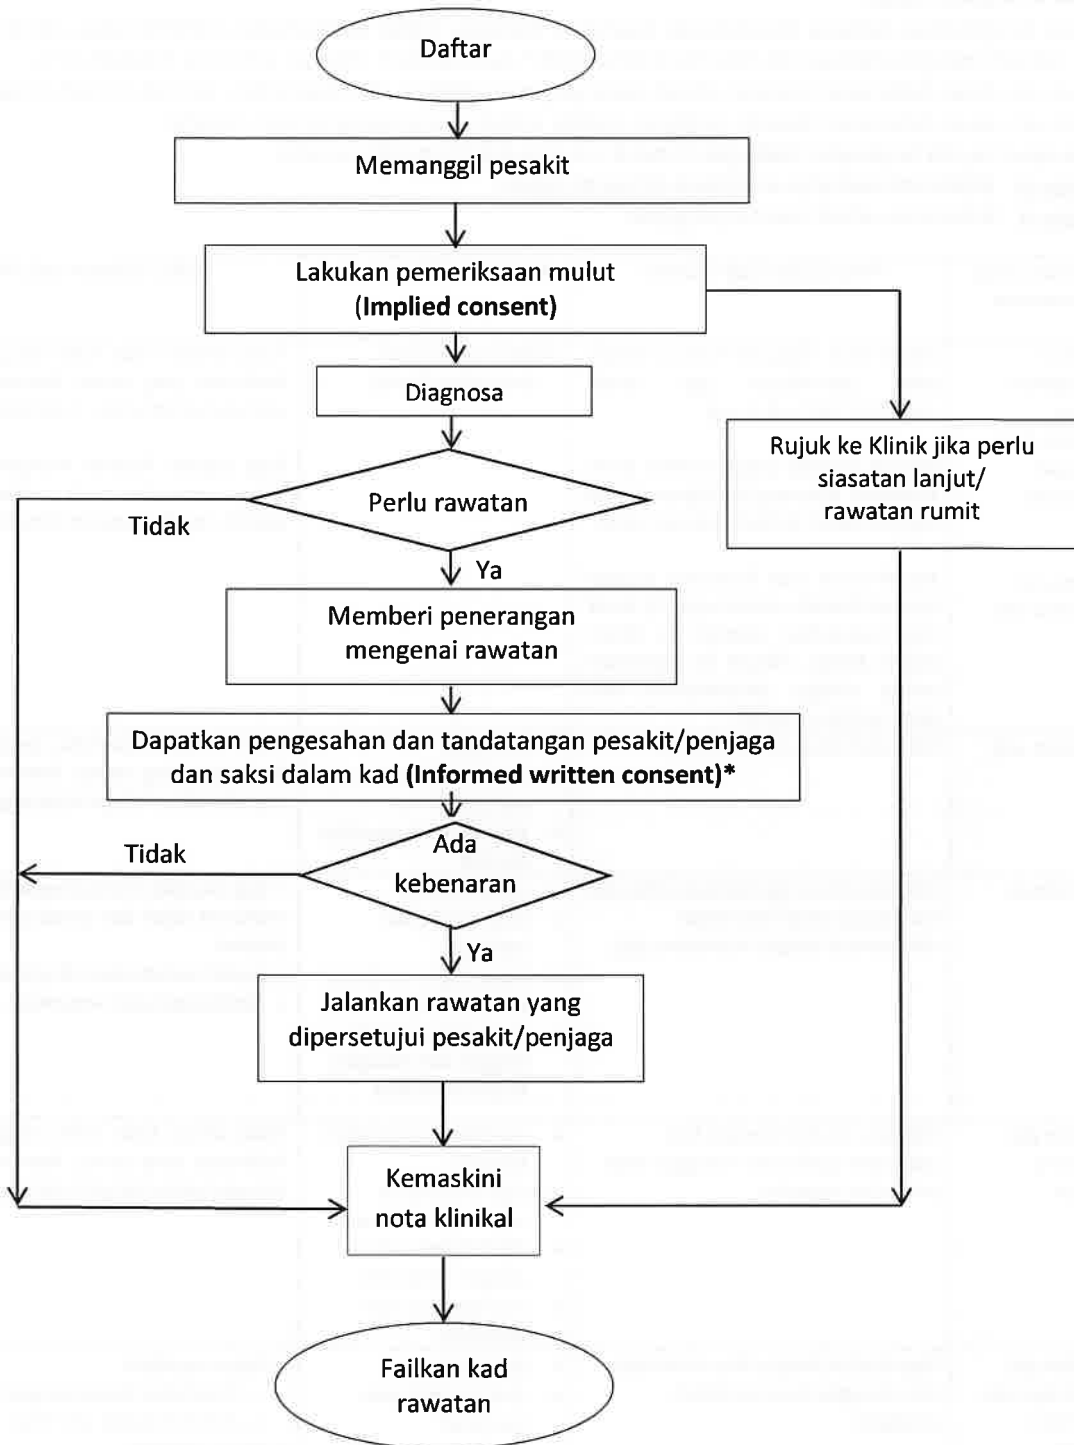 Daftar
Memanggil pesakit
Lakukan pemeriksaan mulut
(Implied consent)
Diagnosa
Rujuk ke Klinik jika perlu
siasatan lanjut/
rawatan rumit
Perlu rawatan
Tidak
Ya
Memberi penerangan
mengenai rawatan
Dapatkan pengesahan dan tandatangan pesakit/penjaga
dan saksi dalam kad (Informed written consent)*
Ada
kebenaran
Tidak
Ya
Jalankan rawatan yang
dipersetujui pesakit/penjaga
Kemaskini
nota klinikal
Failkan kad
rawatan